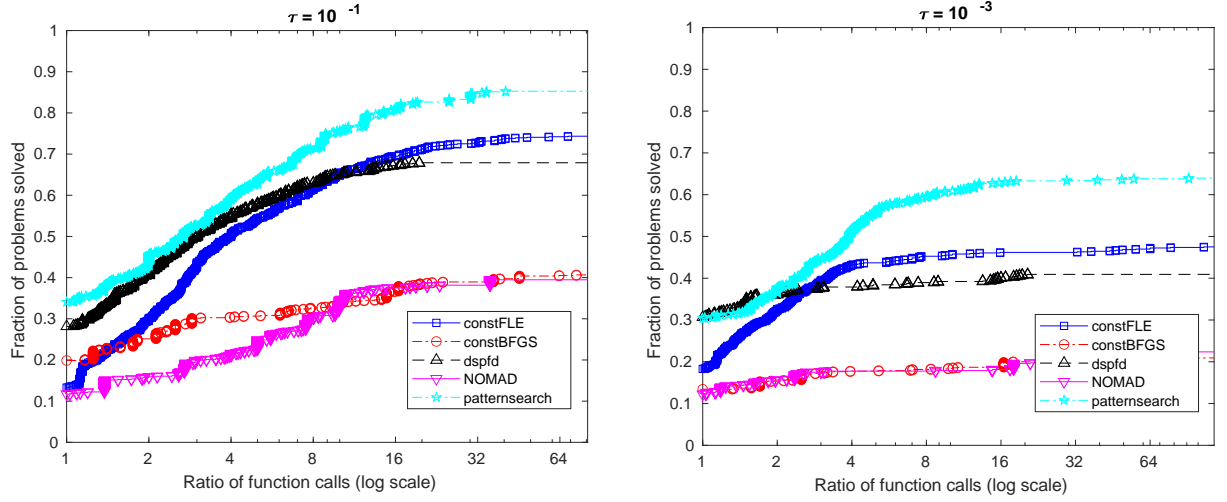 τ = 10 -1
Fraction of problems solved
1
0.9
0.8
0.7
0.6
0.5
0.4
0.3
0.2
0.1
0
1 2 4 8 16 32 64
Ratio of function calls (log scale)
constFLE
constBFGS
dspfd
NOMAD
patternsearch
τ = 10 -3
Fraction of problems solved
1
0.9
0.8
0.7
0.6
0.5
0.4
0.3
0.2
0.1
0
1 2 4 8 16 32 64
Ratio of function calls (log scale)
constFLE
constBFGS
dspfd
NOMAD
patternsearch